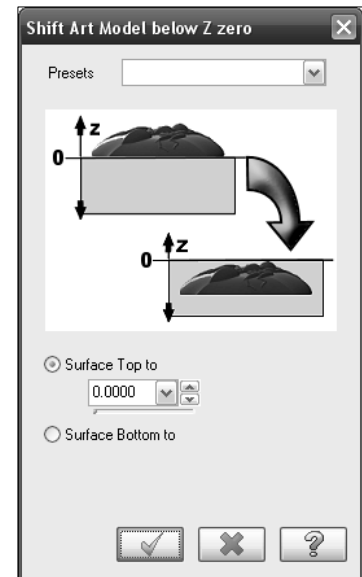 Shift Art Model below Z zero
Presets
z
0
0
z
Surface Top to
0.0000
Surface Bottom to
?